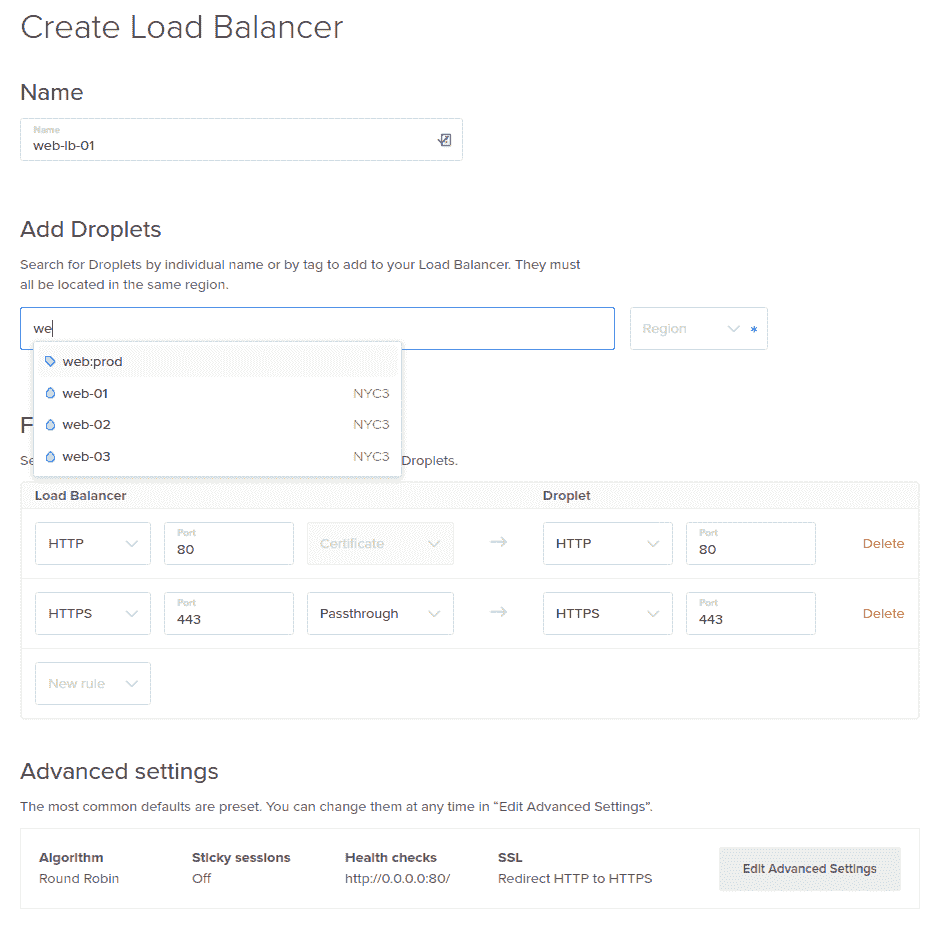 Create Load Balancer
Name
Name
web-lb-01
Add Droplets
Search for Droplets by individual name or by tag to add to your Load Balancer. They must
all be located in the same region.
we
Region *
web:prod
web-01 NYC3
web-02 NYC3
web-03 NYC3
F
Se Droplets.
Load Balancer Droplet
HTTP Port 80 Certificate → HTTP Port 80 Delete
HTTPS Port 443 Passthrough → HTTPS Port 443 Delete
New rule
Advanced settings
The most common defaults are preset. You can change them at any time in “Edit Advanced Settings”.
Algorithm Sticky sessions Health checks SSL
Round Robin Off http://0.0.0.0:80/ Redirect HTTP to HTTPS
Edit Advanced Settings